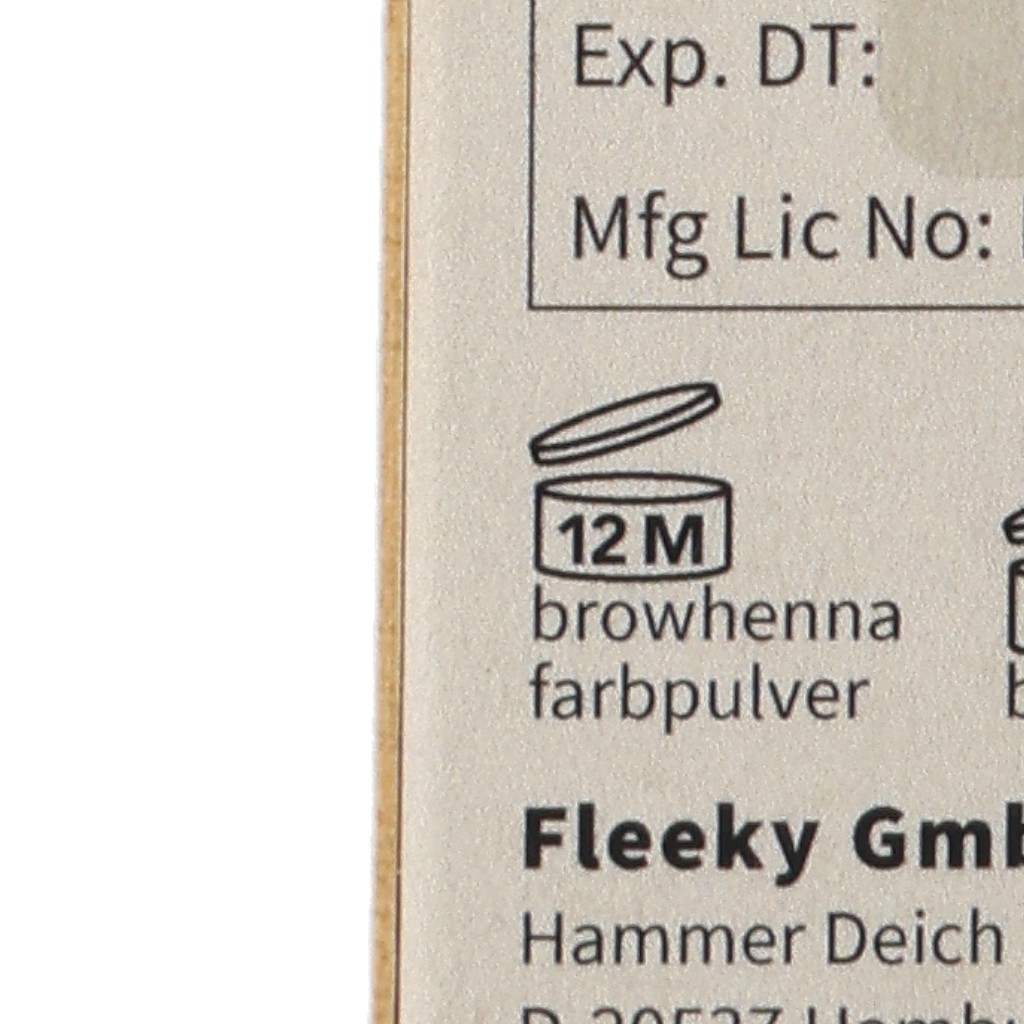 Exp. DT:
Mfg Lic No:
12 M
browhenna
farbpulver
Fleeky Gmb
Hammer Deich